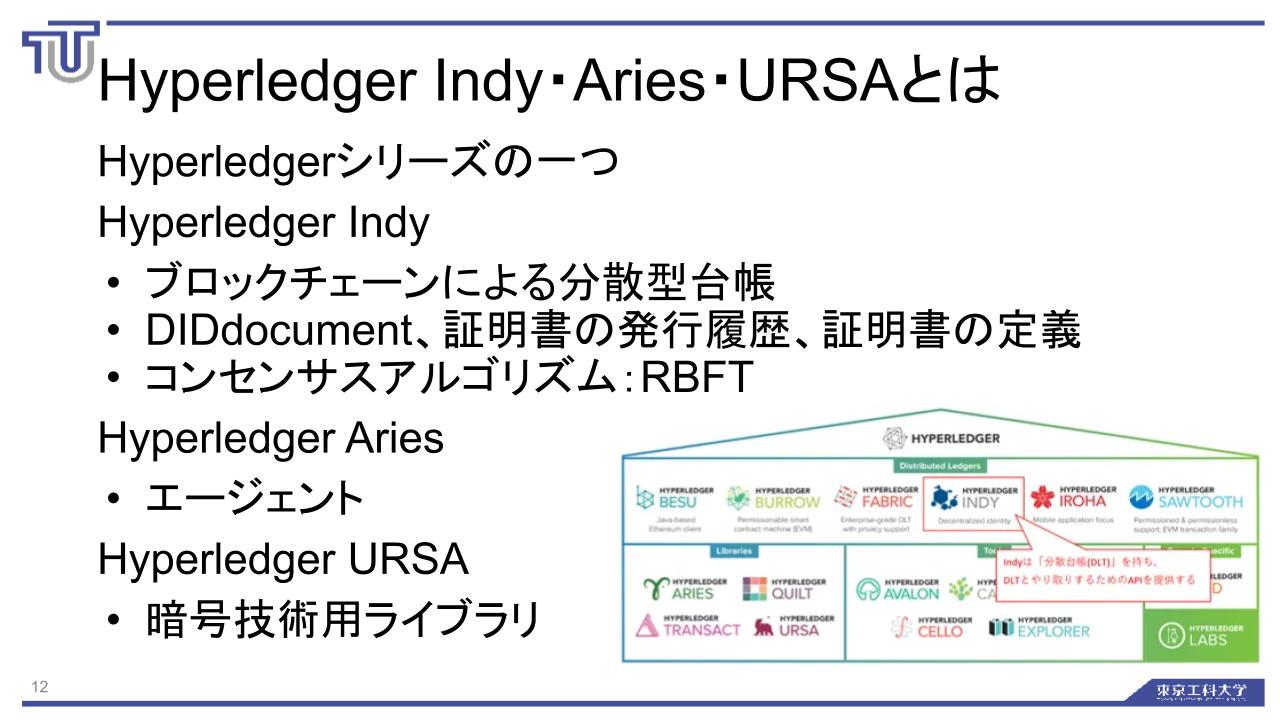 Hyperledger Indy・Aries・URSAとは
Hyperledgerシリーズの一つ
Hyperledger Indy
• ブロックチェーンによる分散型台帳
• DIDdocument、証明書の発行履歴、証明書の定義
• コンセンサスアルゴリズム：RBFT
Hyperledger Aries
• エージェント
Hyperledger URSA
• 暗号技術用ライブラリ
HYPERLEDGER
Distributed Ledgers
HYPERLEDGER BESU
Java-based
Ethereum client
HYPERLEDGER BURROW
Permissionable smart
contract machine (EVM)
HYPERLEDGER FABRIC
Enterprise-grade DLT
with privacy support
HYPERLEDGER INDY
Decentralized identity
HYPERLEDGER IROHA
Mobile application focus
HYPERLEDGER SAWTOOTH
Permissioned & permissionless
support; EVM transaction family
Libraries
HYPERLEDGER ARIES
HYPERLEDGER QUILT
HYPERLEDGER TRANSACT
HYPERLEDGER URSA
HYPERLEDGER AVALON
HYPERLEDGER CELLO
HYPERLEDGER EXPLORER
Indyは「分散台帳(DLT)」を持ち、
DLTとやり取りするためのAPIを提供する
HYPERLEDGER LABS
12
東京工科大学